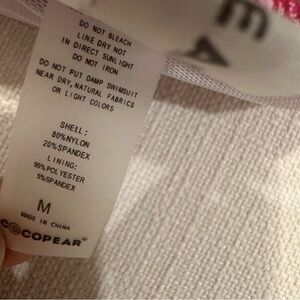 DO NOT BLEACH
LINE DRY NOT
IN DIRECT SUNLIGHT
DO NOT IRON
DO NOT PUT DAMP SWIMSUIT
NEAR DRY, NATURAL FABRICS
OR LIGHT COLORS
SHELL:
80%NYLON
20%SPANDEX
LINING:
95%POLYESTER
5%SPANDEX
M
MADE IN CHINA
COCOPEAR®